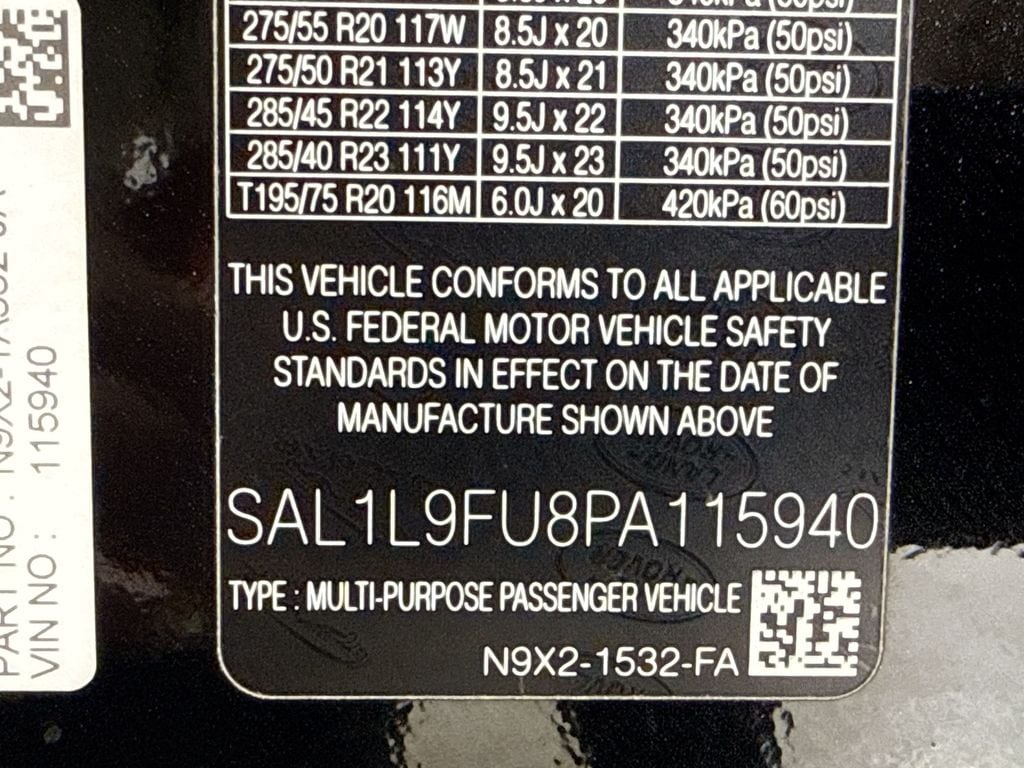 275/55 R20 117W 8.5J x 20 340kPa (50psi)
275/50 R21 113Y 8.5J x 21 340kPa (50psi)
285/45 R22 114Y 9.5J x 22 340kPa (50psi)
285/40 R23 111Y 9.5J x 23 340kPa (50psi)
T195/75 R20 116M 6.0J x 20 420kPa (60psi)
THIS VEHICLE CONFORMS TO ALL APPLICABLE
U.S. FEDERAL MOTOR VEHICLE SAFETY
STANDARDS IN EFFECT ON THE DATE OF
MANUFACTURE SHOWN ABOVE
SAL1L9FU8PA115940
TYPE : MULTI-PURPOSE PASSENGER VEHICLE
N9X2-1532-FA
PART NO :
VIN NO : 115940